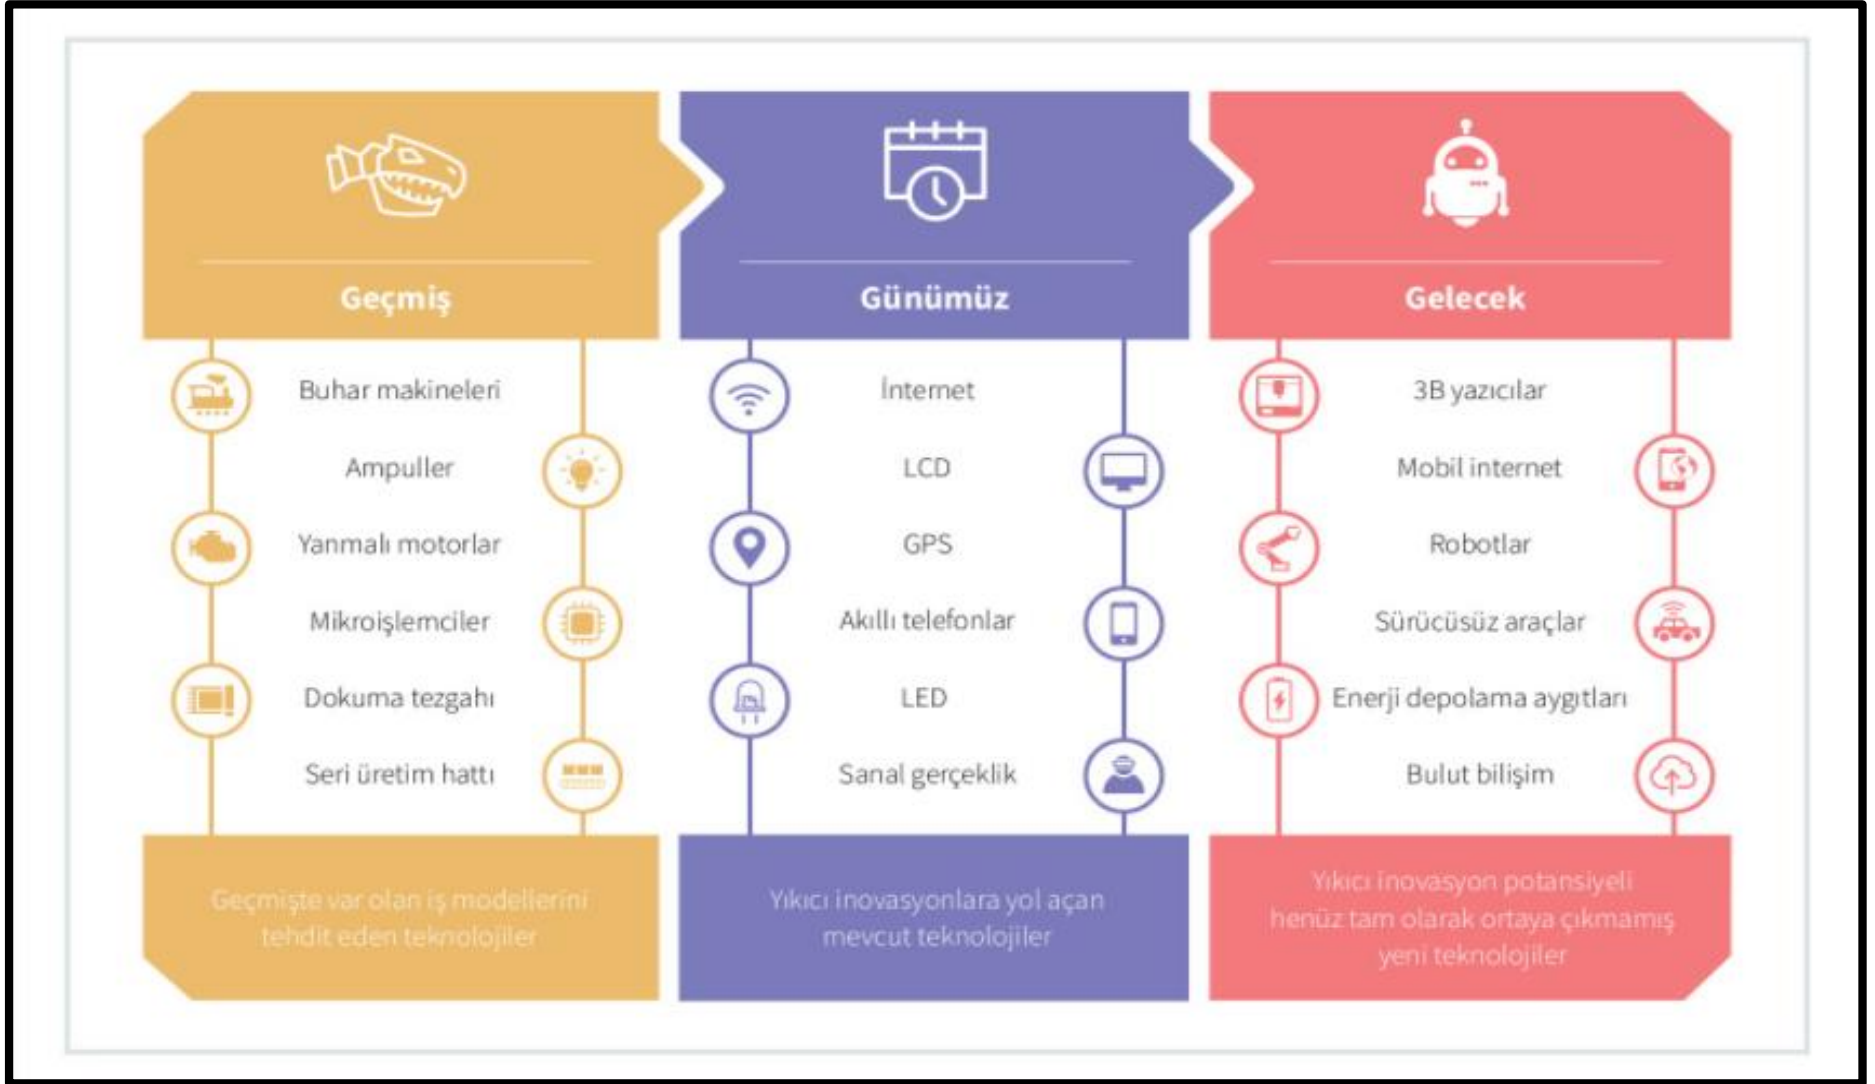 Geçmiş
Buhar makineleri
Ampuller
Yanmalı motorlar
Mikroişlemciler
Dokuma tezgahı
Seri üretim hattı
Geçmişte var olan iş modellerini
tehdit eden teknolojiler
Günümüz
İnternet
LCD
GPS
Akıllı telefonlar
LED
Sanal gerçeklik
Yıkıcı inovasyonlara yol açan
mevcut teknolojiler
Gelecek
3B yazıcılar
Mobil internet
Robotlar
Sürücüsüz araçlar
Enerji depolama aygıtları
Bulut bilişim
Yıkıcı inovasyon potansiyeli
henüz tam olarak ortaya çıkmamış
yeni teknolojiler